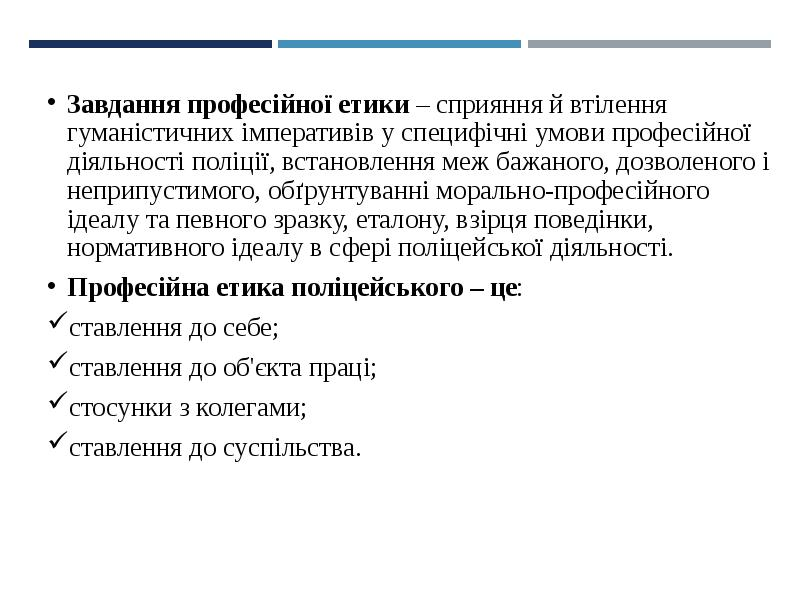 • Завдання професійної етики – сприяння й втілення
гуманістичних імперативів у специфічні умови професійної
діяльності поліції, встановлення меж бажаного, дозволеного і
неприпустимого, обґрунтуванні морально-професійного
ідеалу та певного зразку, еталону, взірця поведінки,
нормативного ідеалу в сфері поліцейської діяльності.
• Професійна етика поліцейського – це:
✓ставлення до себе;
✓ставлення до об'єкта праці;
✓стосунки з колегами;
✓ставлення до суспільства.